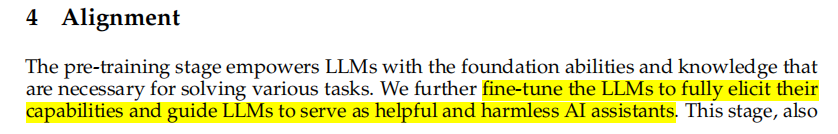 4 Alignment
The pre-training stage empowers LLMs with the foundation abilities and knowledge that
are necessary for solving various tasks. We further fine-tune the LLMs to fully elicit their
capabilities and guide LLMs to serve as helpful and harmless AI assistants. This stage, also